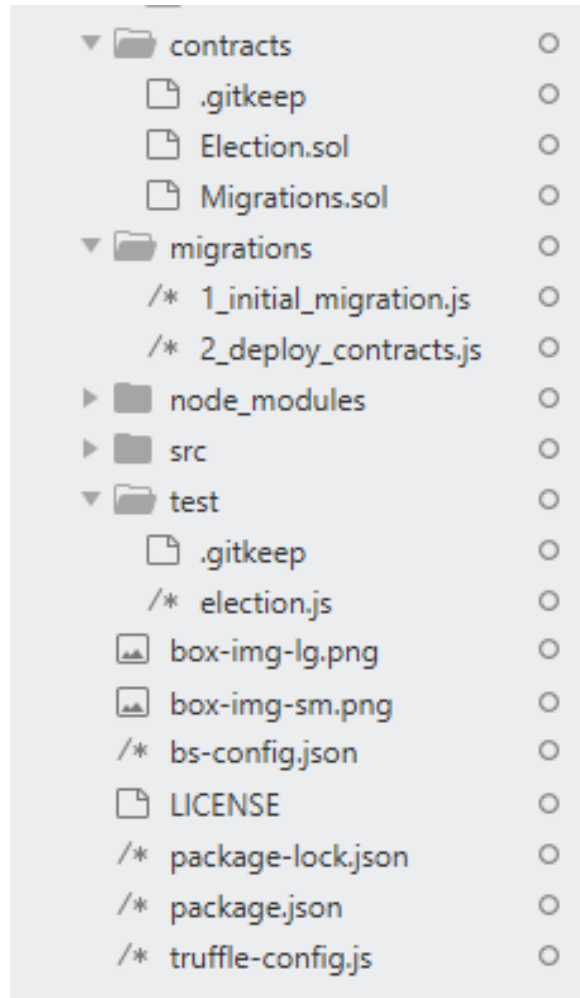 contracts
.gitkeep
Election.sol
Migrations.sol
migrations
/* 1_initial_migration.js
/* 2_deploy_contracts.js
node_modules
src
test
.gitkeep
/* election.js
box-img-lg.png
box-img-sm.png
/* bs-config.json
LICENSE
/* package-lock.json
/* package.json
/* truffle-config.js